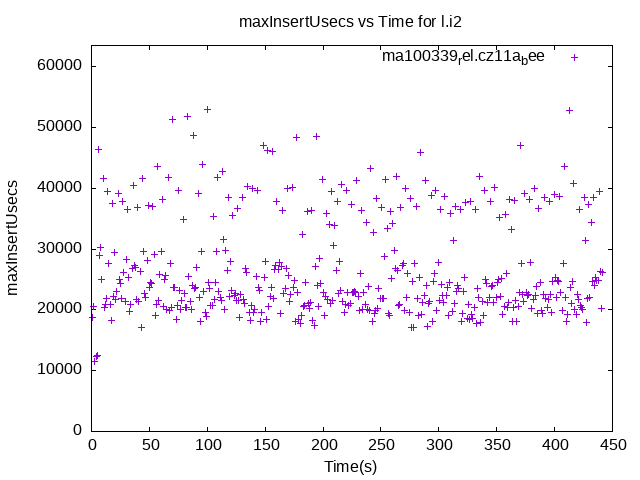 maxInsertUsecs vs Time for l.i2
ma100339rel.cz11abee
60000
50000
40000
30000
20000
10000
0
maxInsertUsecs
0 50 100 150 200 250 300 350 400 450
Time(s)